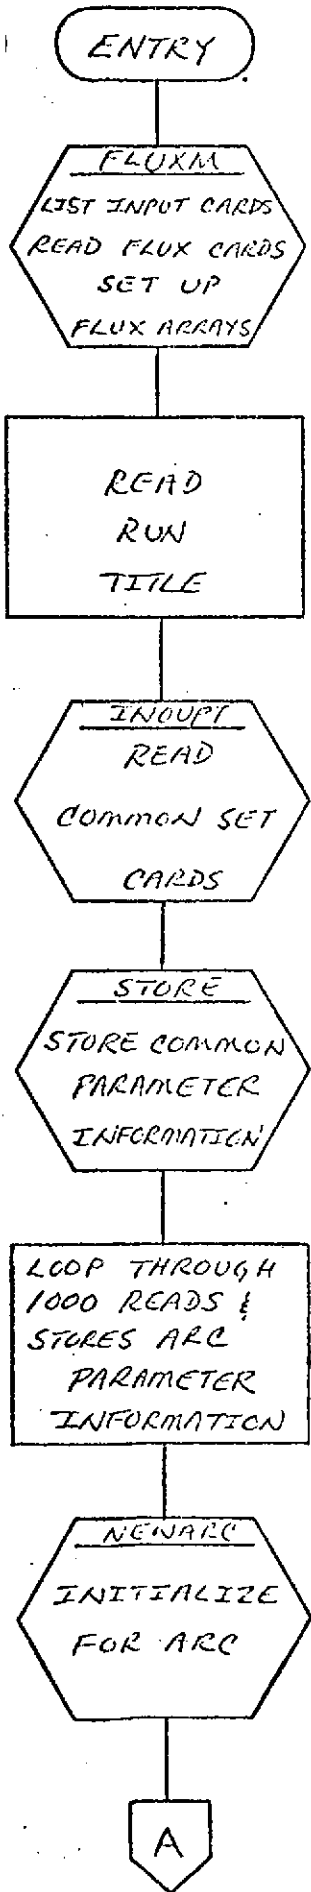 ENTRY
FLUXM
LIST INPUT CARDS
READ FLUX CARDS
SET UP
FLUX ARRAYS
READ
RUN
TITLE
INOUPT
READ
COMMON SET
CARDS
STORE
STORE COMMON
PARAMETER
INFORMATION
LOOP THROUGH
1000 READS &
STORES ARC
PARAMETER
INFORMATION
NEWARC
INITIALIZE
FOR ARC
A